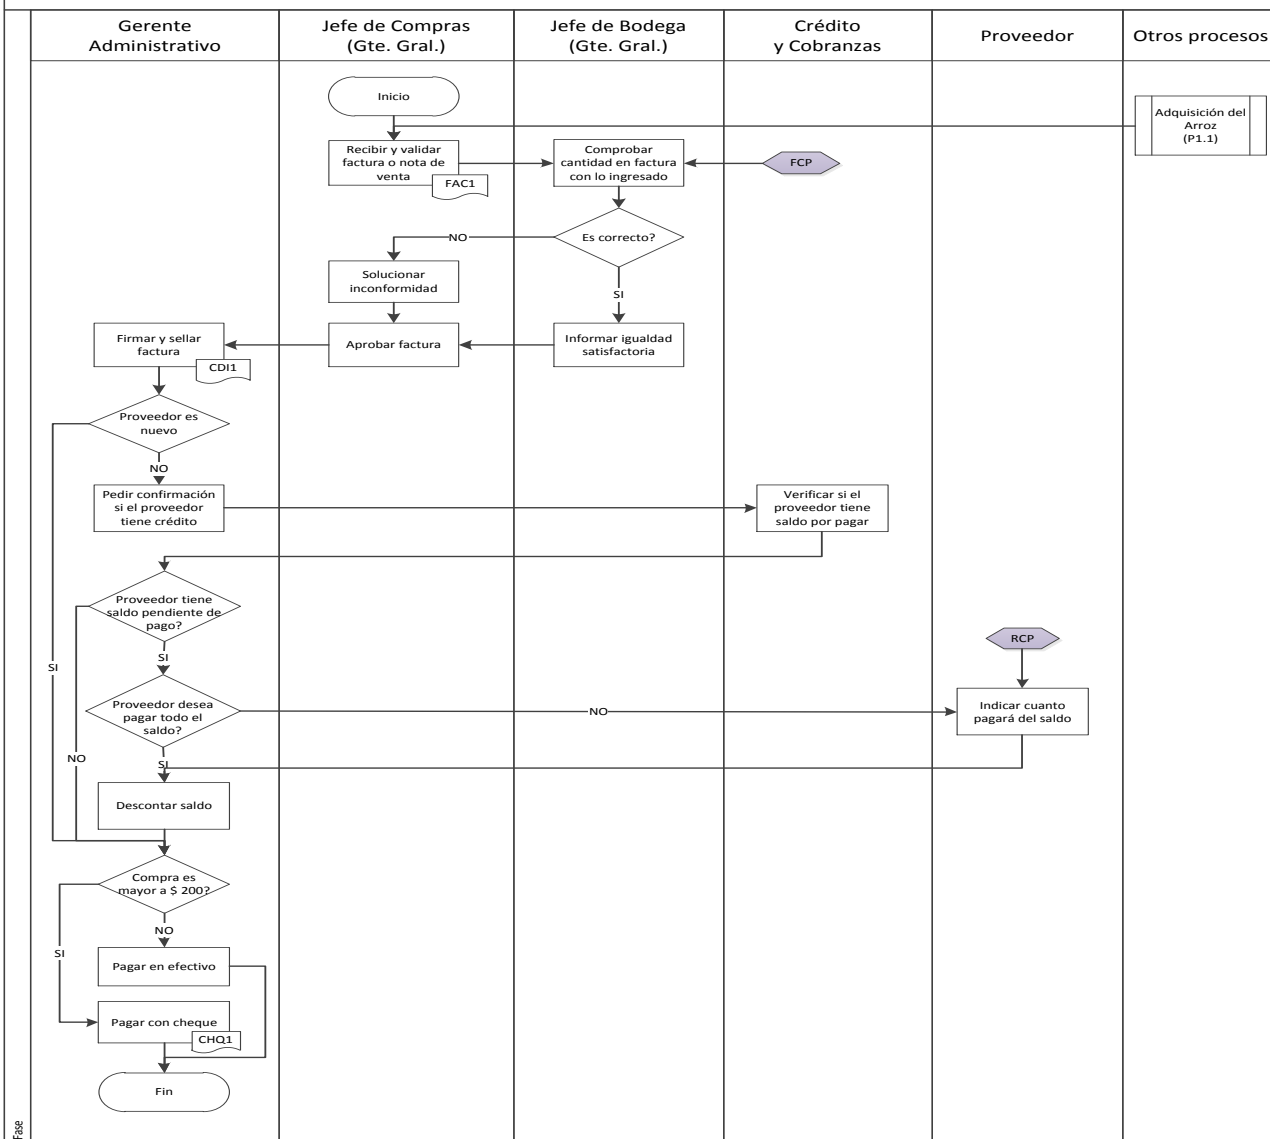 Gerente
Administrativo
Jefe de Compras
(Gte. Gral.)
Jefe de Bodega
(Gte. Gral.)
Crédito
y Cobranzas
Proveedor
Otros procesos
Inicio
Adquisición del
Arroz
(P1.1)
Recibir y validar
factura o nota de
venta
FAC1
Comprobar
cantidad en factura
con lo ingresado
FCP
Es correcto?
NO
SI
Solucionar
inconformidad
Firmar y sellar
factura
CDI1
Aprobar factura
Informar igualdad
satisfactoria
Proveedor es
nuevo
NO
SI
Pedir confirmación
si el proveedor
tiene crédito
Verificar si el
proveedor tiene
saldo por pagar
Proveedor tiene
saldo pendiente de
pago?
SI
NO
RCP
Proveedor desea
pagar todo el
saldo?
NO
SI
Indicar cuanto
pagará del saldo
Descontar saldo
Compra es
mayor a $ 200?
NO
SI
Pagar en efectivo
Pagar con cheque
CHQ1
Fin
Fase